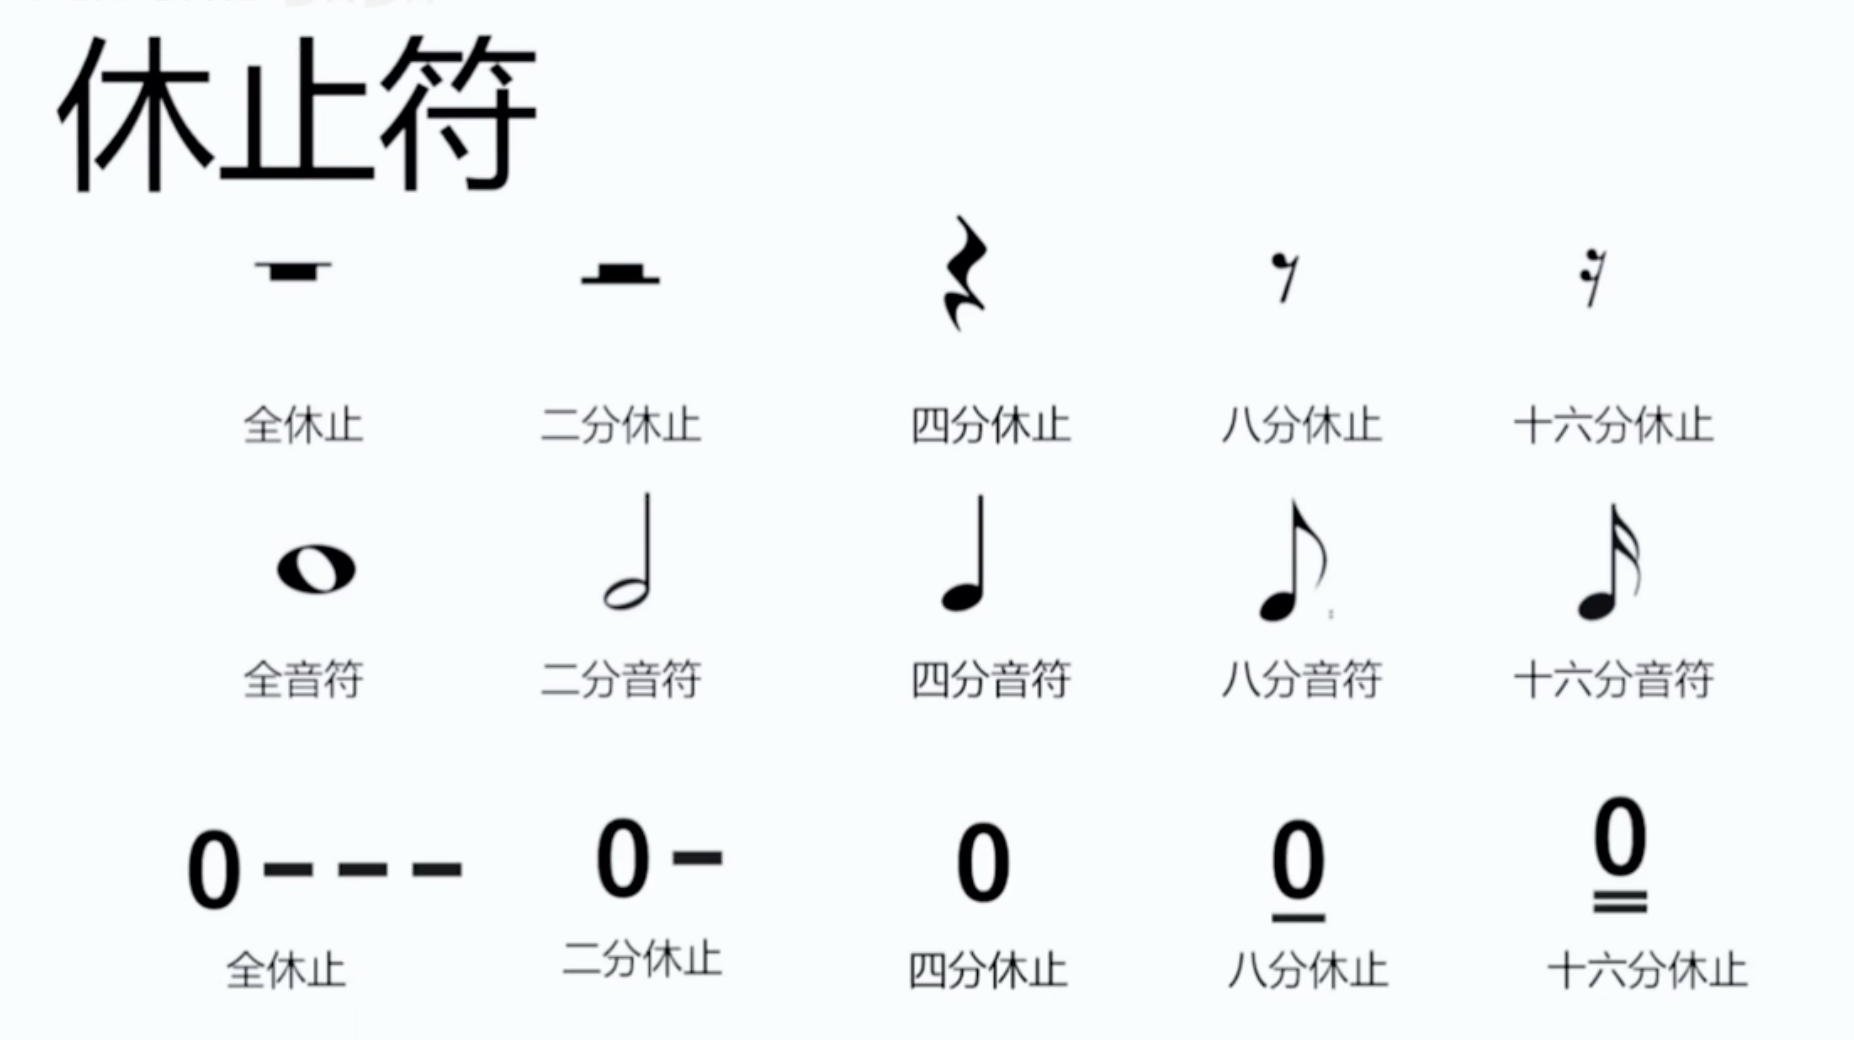 休止符
全休止 二分休止 四分休止 八分休止 十六分休止
全音符 二分音符 四分音符 八分音符 十六分音符
0 - - - 0 - 0 0 0
全休止 二分休止 四分休止 八分休止 十六分休止